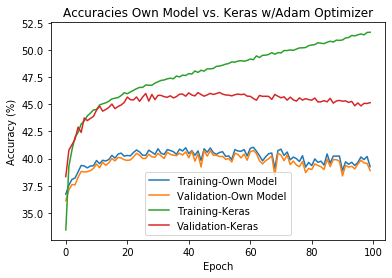 Accuracies Own Model vs. Keras w/Adam Optimizer
52.5
50.0
47.5
45.0
42.5
40.0
37.5
35.0
Accuracy (%)
Training-Own Model
Validation-Own Model
Training-Keras
Validation-Keras
0 20 40 60 80 100
Epoch